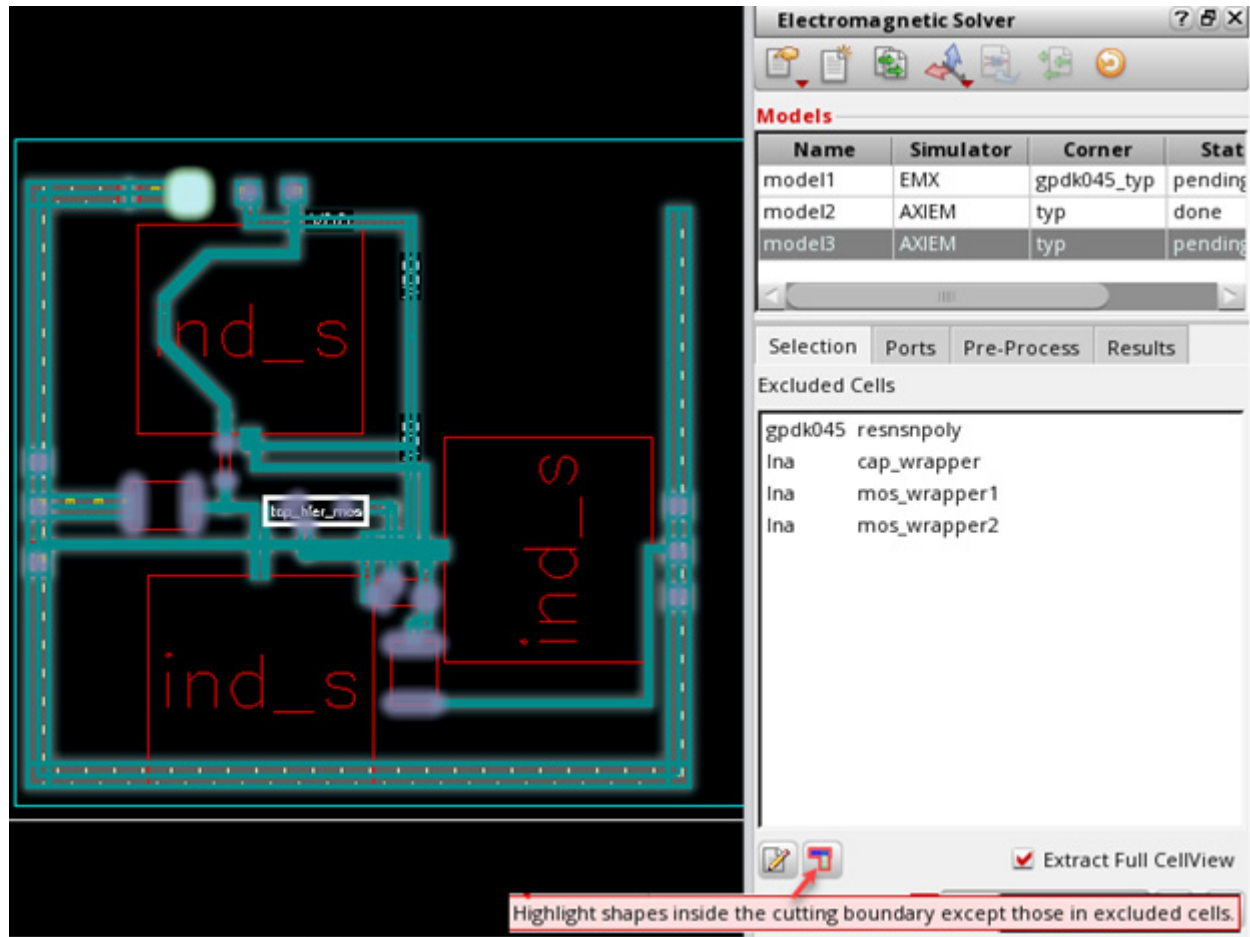 Electromagnetic Solver
Models
Name Simulator Corner Stat
model1 EMX gpdk045_typ pending
model2 AXIEM typ done
model3 AXIEM typ pending
Selection Ports Pre-Process Results
Excluded Cells
gpdk045 resnsnpoly
lna cap_wrapper
lna mos_wrapper1
lna mos_wrapper2
Extract Full CellView
Highlight shapes inside the cutting boundary except those in excluded cells.
ind_s
ind_s
ind_s